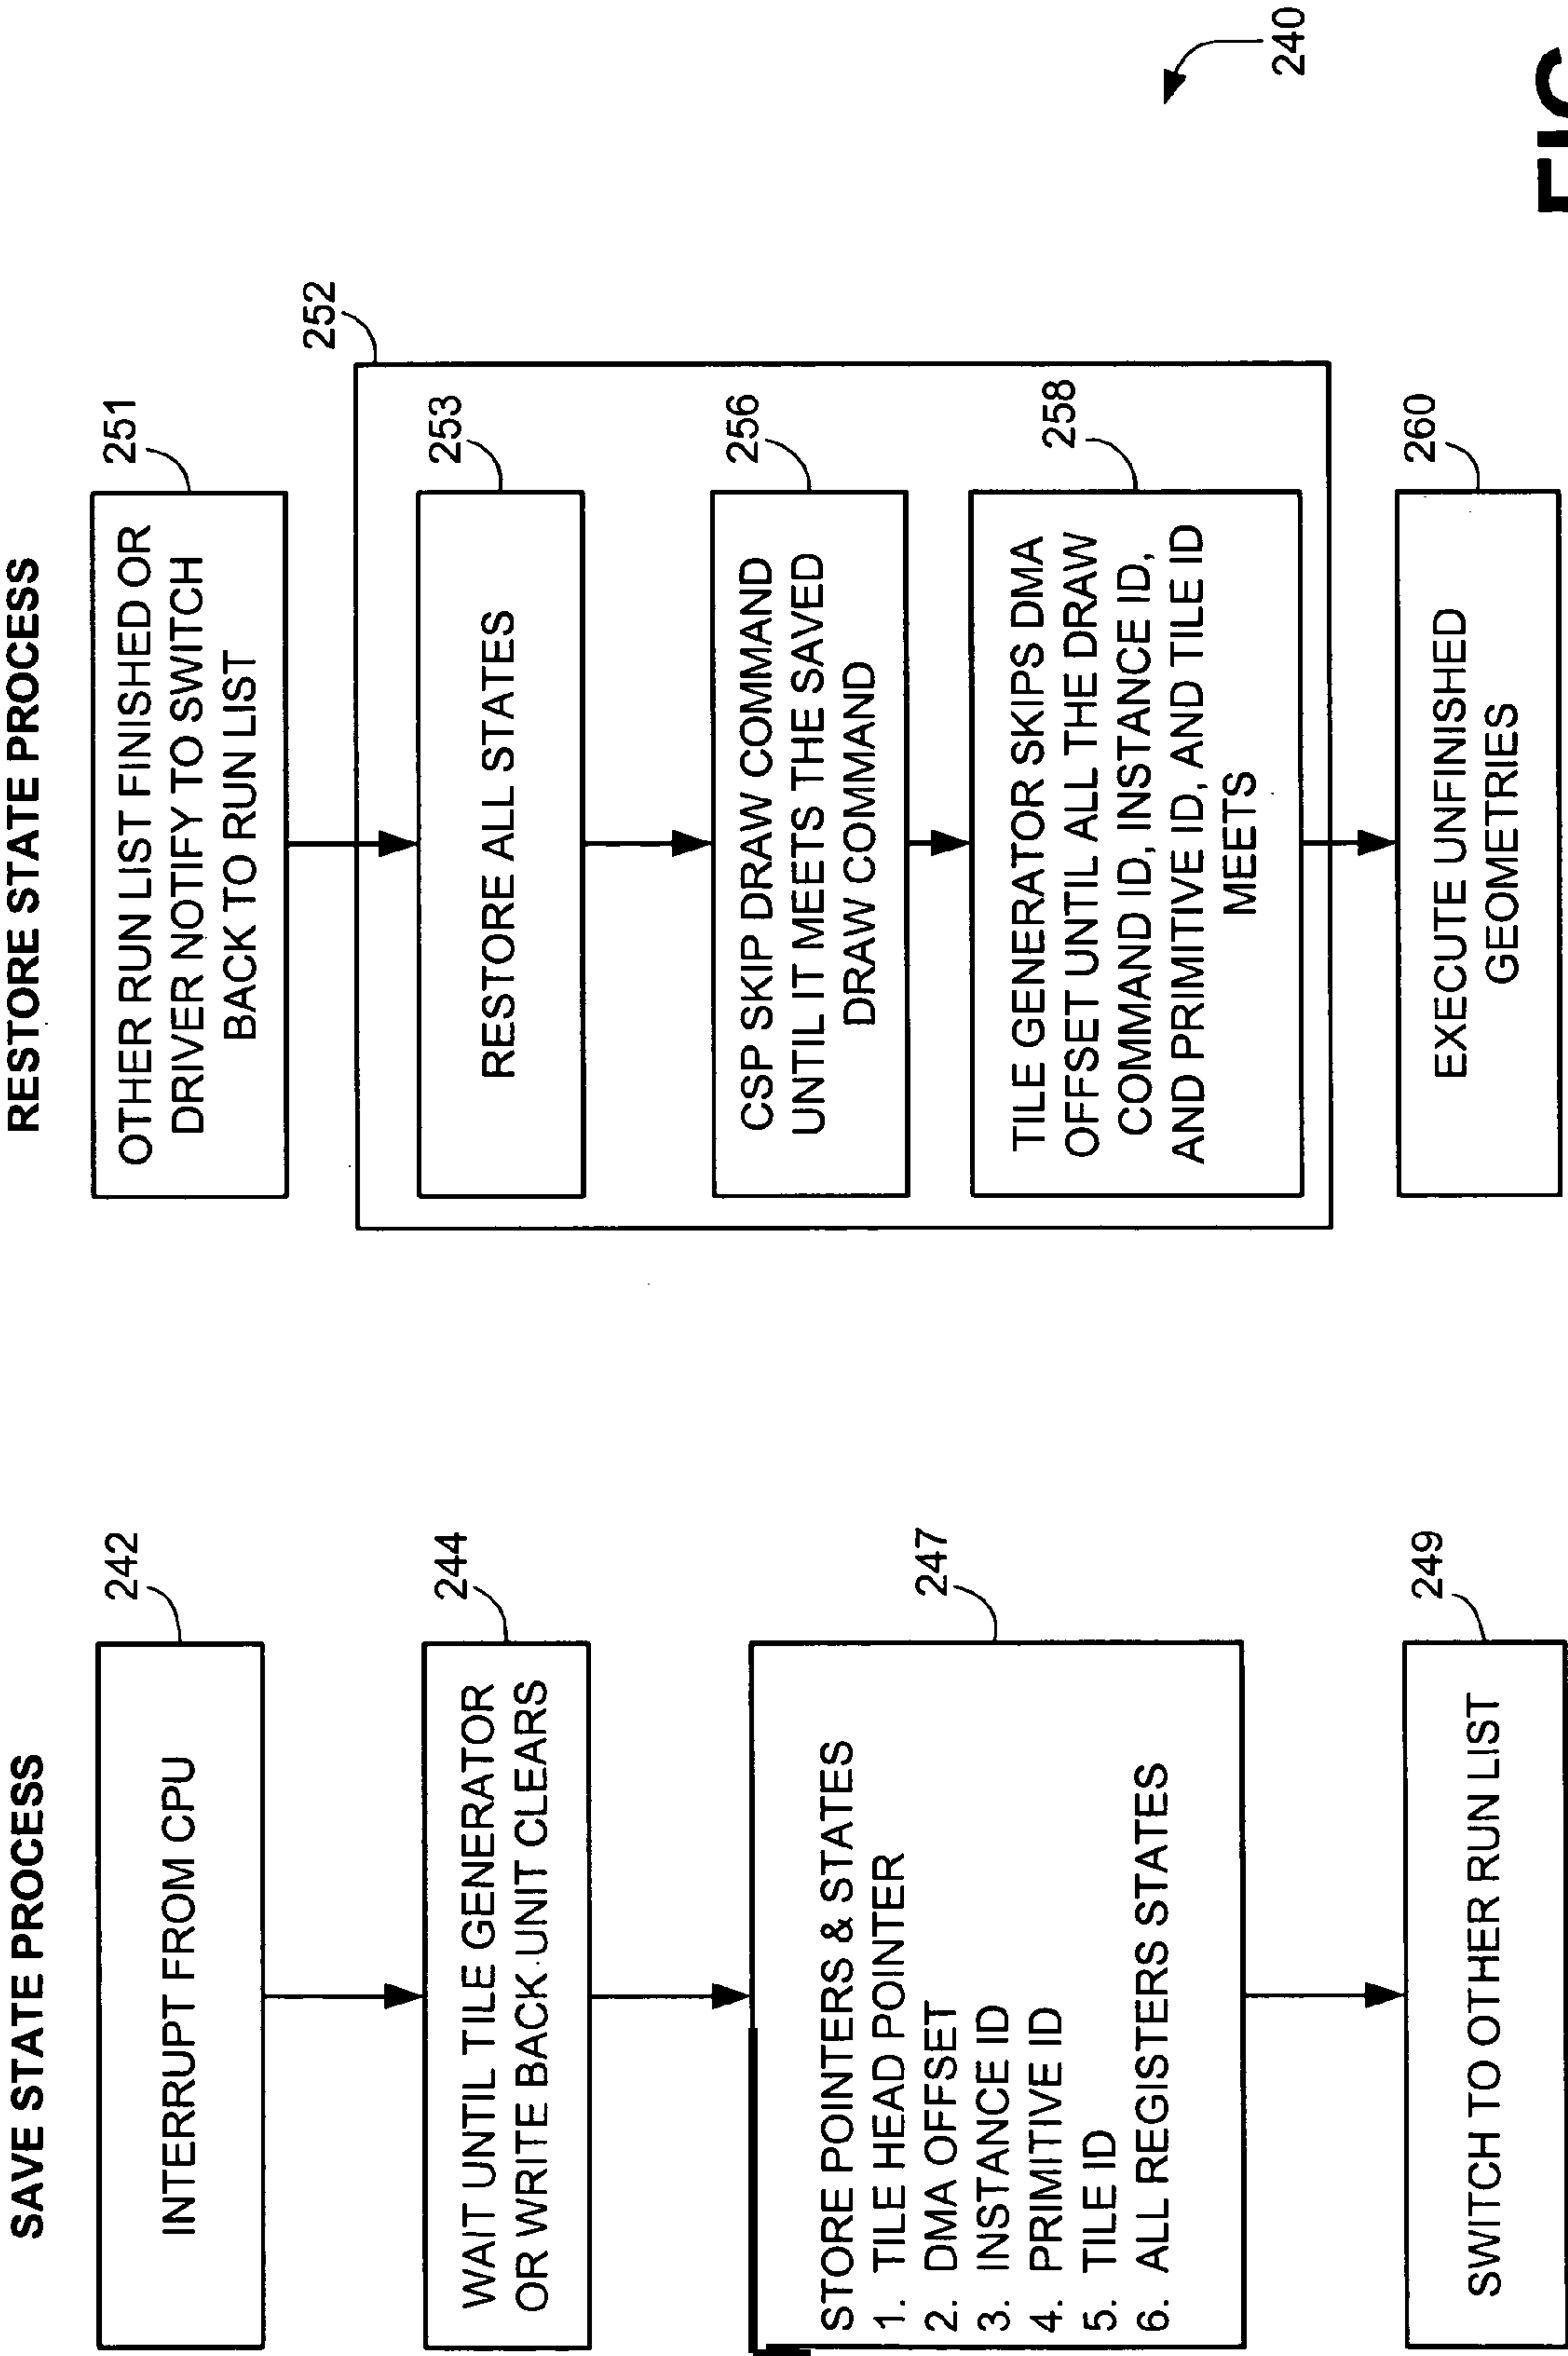 SAVE STATE PROCESS
242
INTERRUPT FROM CPU
244
WAIT UNTIL TILE GENERATOR
OR WRITE BACK UNIT CLEARS
247
STORE POINTERS & STATES
1. TILE HEAD POINTER
2. DMA OFFSET
3. INSTANCE ID
4. PRIMITIVE ID
5. TILE ID
6. ALL REGISTERS STATES
249
SWITCH TO OTHER RUN LIST
RESTORE STATE PROCESS
251
OTHER RUN LIST FINISHED OR
DRIVER NOTIFY TO SWITCH
BACK TO RUN LIST
252
253
RESTORE ALL STATES
256
CSP SKIP DRAW COMMAND
UNTIL IT MEETS THE SAVED
DRAW COMMAND
258
TILE GENERATOR SKIPS DMA
OFFSET UNTIL ALL THE DRAW
COMMAND ID, INSTANCE ID,
AND PRIMITIVE ID, AND TILE ID
MEETS
260
EXECUTE UNFINISHED
GEOMETRIES
240